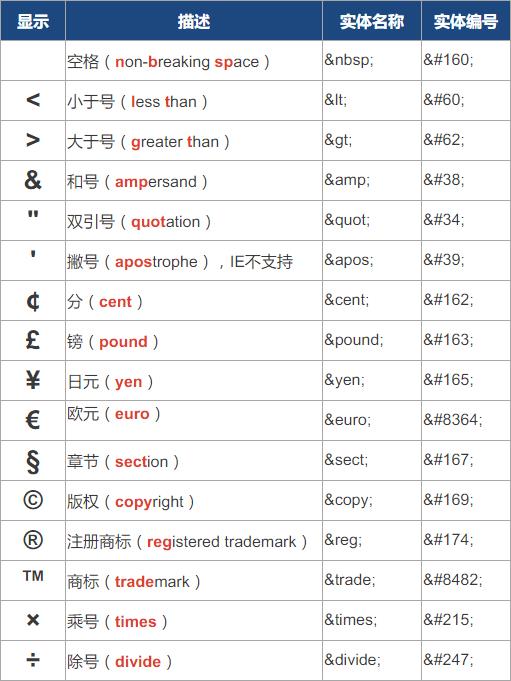 显示 描述 实体名称 实体编号
空格（non-breaking space） &nbsp; &#160;
< 小于号（less than） &lt; &#60;
> 大于号（greater than） &gt; &#62;
& 和号（ampersand） &amp; &#38;
" 双引号（quotation） &quot; &#34;
' 撇号（apostrophe），IE不支持 &apos; &#39;
¢ 分（cent） &cent; &#162;
£ 镑（pound） &pound; &#163;
¥ 日元（yen） &yen; &#165;
€ 欧元（euro） &euro; &#8364;
§ 章节（section） &sect; &#167;
© 版权（copyright） &copy; &#169;
® 注册商标（registered trademark） &reg; &#174;
™ 商标（trademark） &trade; &#8482;
× 乘号（times） &times; &#215;
÷ 除号（divide） &divide; &#247;